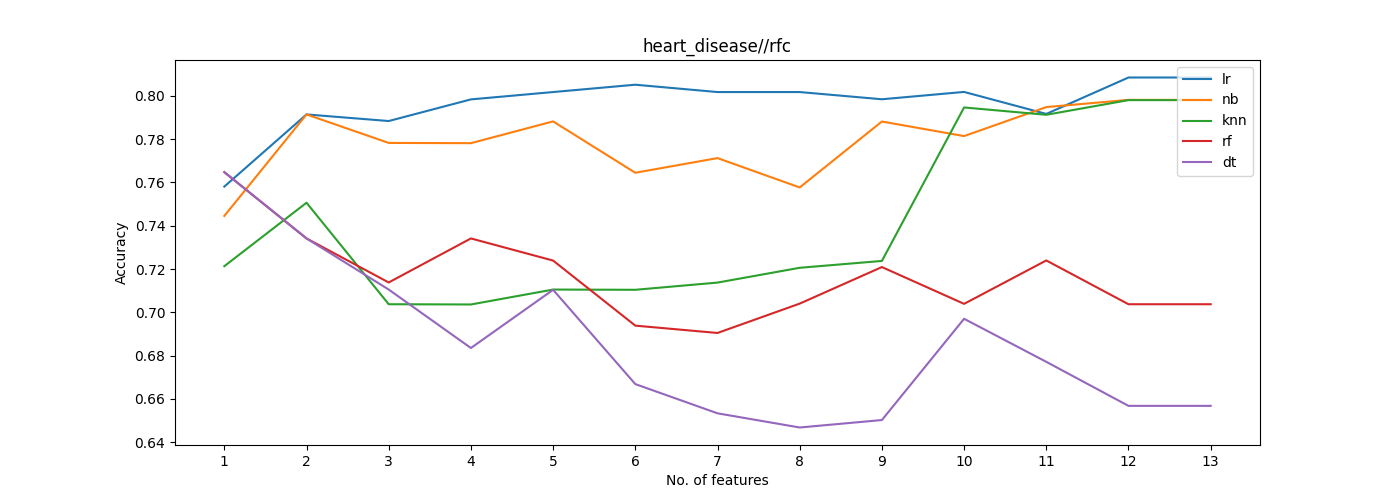 heart_disease//rfc
Accuracy
0.80
0.78
0.76
0.74
0.72
0.70
0.68
0.66
0.64
lr
nb
knn
rf
dt
1 2 3 4 5 6 7 8 9 10 11 12 13
No. of features